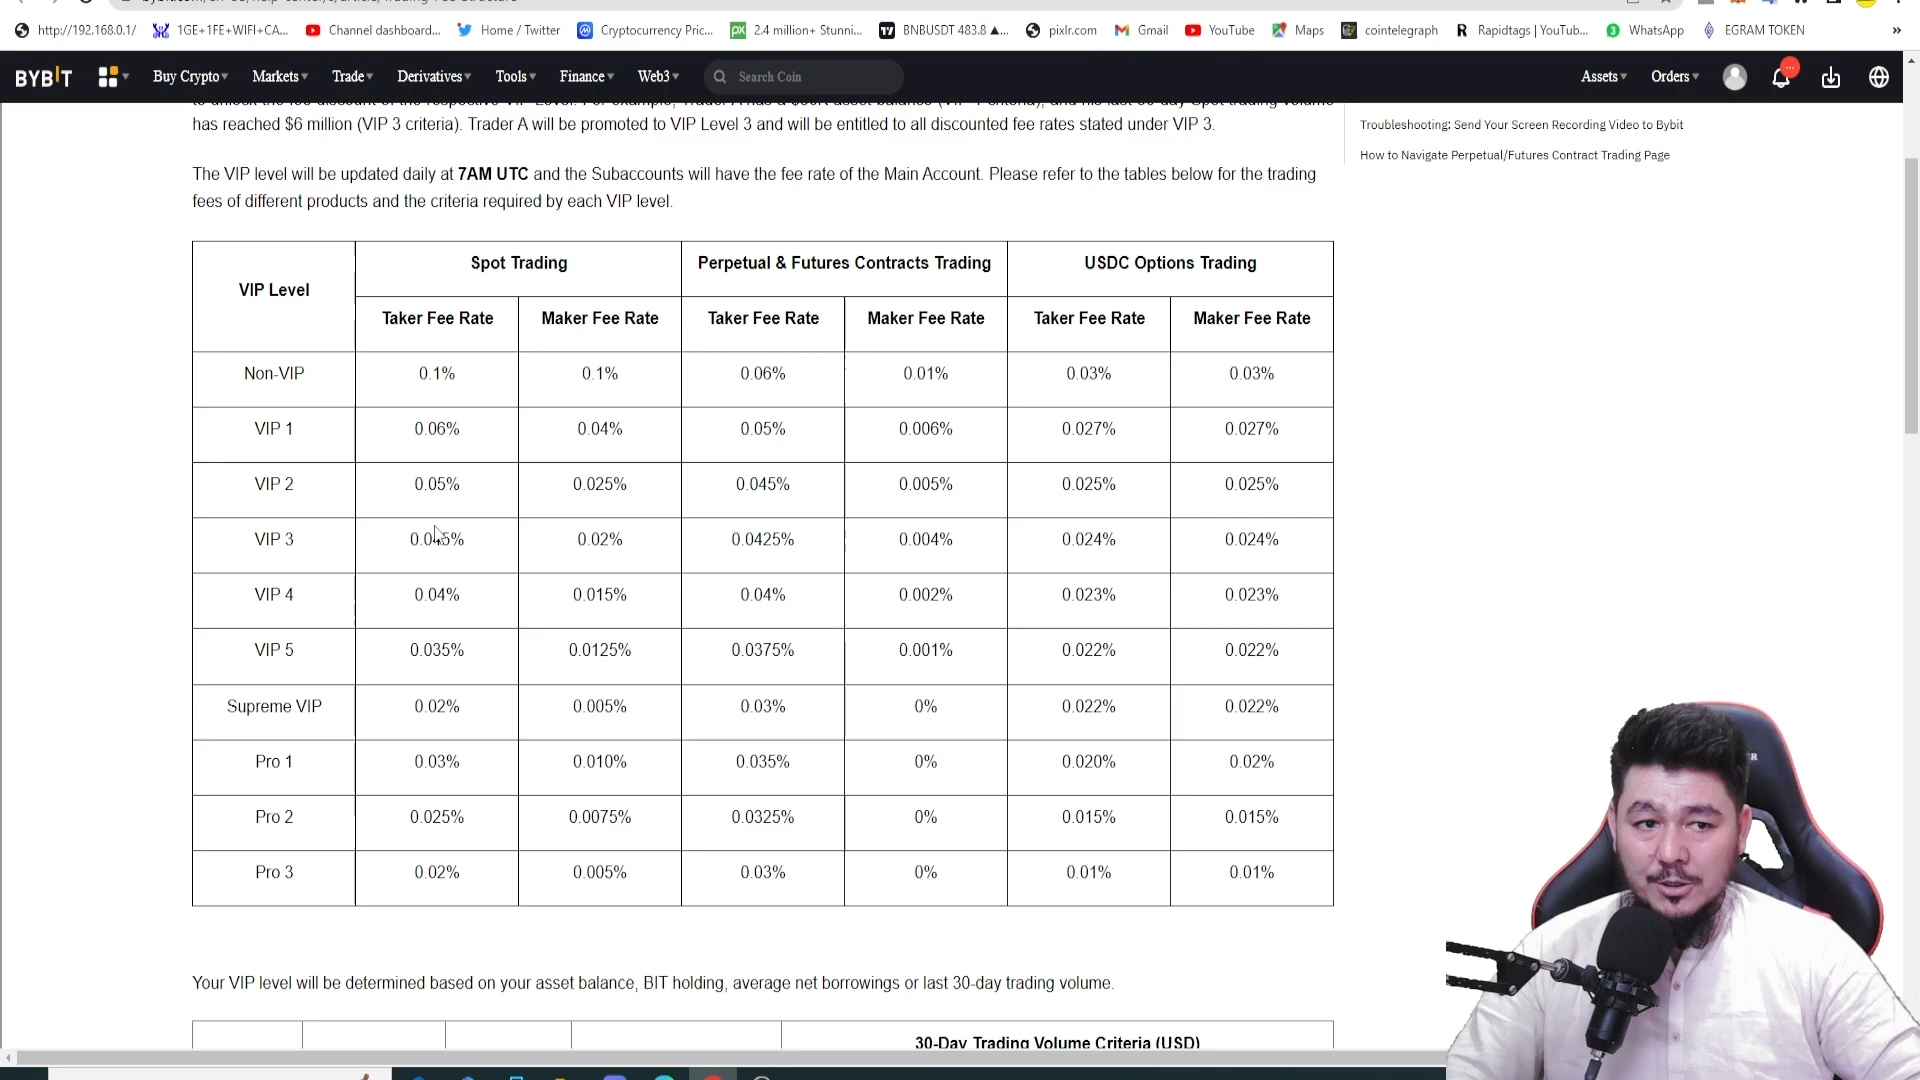 http://192.168.0.1/ 1GE+1FE+WIFI+CA... Channel dashboard... Home / Twitter Cryptocurrency Pric... 2.4 million+ Stunni... BNBUSDT 483.8 ▲... pixlr.com Gmail YouTube Maps cointelegraph Rapidtags | YouTub... WhatsApp EGRAM TOKEN »
BYBIT Buy Crypto Markets Trade Derivatives Tools Finance Web3 Search Coin Assets Orders
has reached $6 million (VIP 3 criteria). Trader A will be promoted to VIP Level 3 and will be entitled to all discounted fee rates stated under VIP 3.
Troubleshooting: Send Your Screen Recording Video to Bybit
How to Navigate Perpetual/Futures Contract Trading Page
The VIP level will be updated daily at 7AM UTC and the Subaccounts will have the fee rate of the Main Account. Please refer to the tables below for the trading
fees of different products and the criteria required by each VIP level.
VIP Level Spot Trading Perpetual & Futures Contracts Trading USDC Options Trading
Taker Fee Rate Maker Fee Rate Taker Fee Rate Maker Fee Rate Taker Fee Rate Maker Fee Rate
Non-VIP 0.1% 0.1% 0.06% 0.01% 0.03% 0.03%
VIP 1 0.06% 0.04% 0.05% 0.006% 0.027% 0.027%
VIP 2 0.05% 0.025% 0.045% 0.005% 0.025% 0.025%
VIP 3 0.045% 0.02% 0.0425% 0.004% 0.024% 0.024%
VIP 4 0.04% 0.015% 0.04% 0.002% 0.023% 0.023%
VIP 5 0.035% 0.0125% 0.0375% 0.001% 0.022% 0.022%
Supreme VIP 0.02% 0.005% 0.03% 0% 0.022% 0.022%
Pro 1 0.03% 0.010% 0.035% 0% 0.020% 0.02%
Pro 2 0.025% 0.0075% 0.0325% 0% 0.015% 0.015%
Pro 3 0.02% 0.005% 0.03% 0% 0.01% 0.01%
Your VIP level will be determined based on your asset balance, BIT holding, average net borrowings or last 30-day trading volume.
30-Day Trading Volume Criteria (USD)